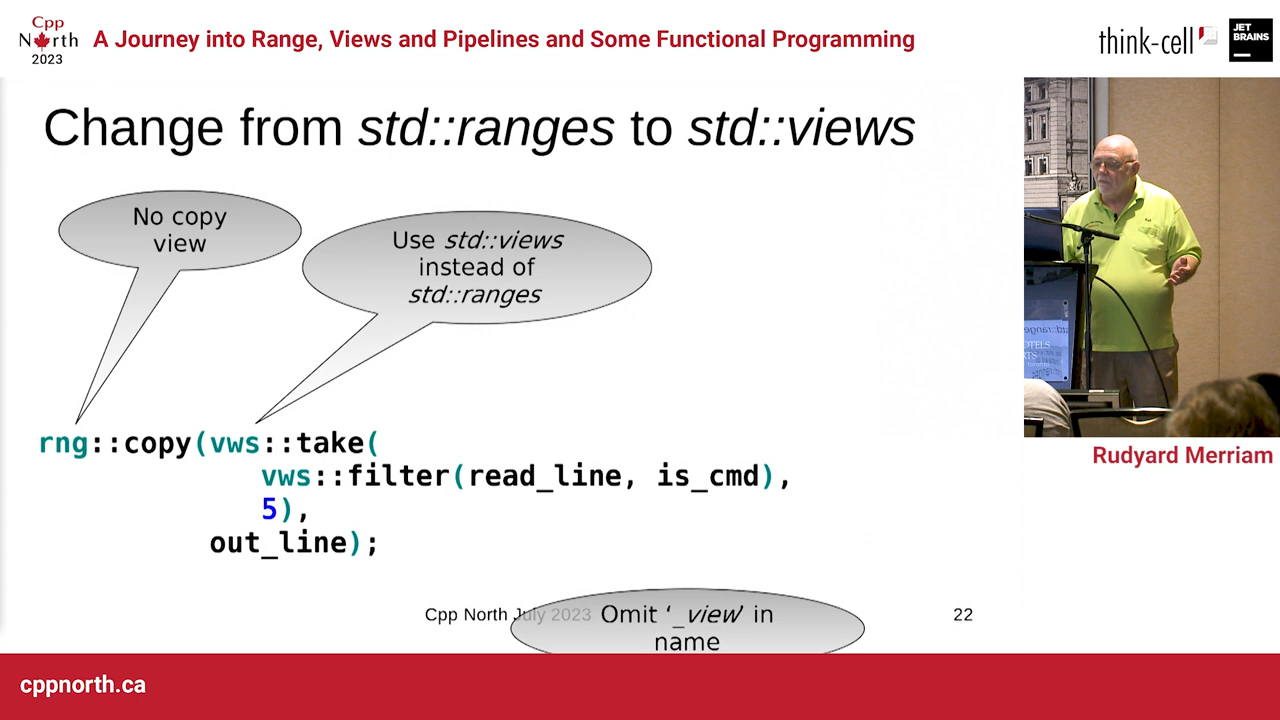 Cpp
North
2023
A Journey into Range, Views and Pipelines and Some Functional Programming
think-cell
JET
BRAINS
Change from std::ranges to std::views
No copy
view
Use std::views
instead of
std::ranges
rng::copy(vws::take(
vws::filter(read_line, is_cmd),
5),
out_line);
Cpp North July 2023
22
Omit ‘_view’ in
name
Rudyard Merriam
cppnorth.ca